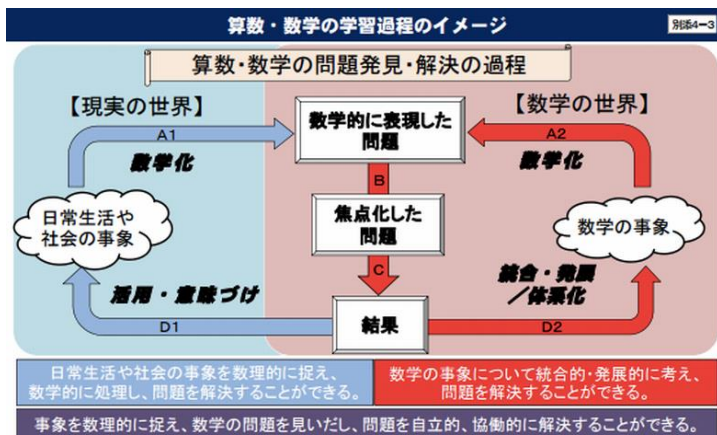 算数・数学の学習過程のイメージ
別添4-3
算数・数学の問題発見・解決の過程
【現実の世界】
【数学の世界】
A1
数学化
数学的に表現した
問題
A2
数学化
B
日常生活や
社会の事象
焦点化した
問題
数学の事象
C
活用・意味づけ
統合・発展
/体系化
D1
結果
D2
日常生活や社会の事象を数理的に捉え、
数学的に処理し、問題を解決することができる。
数学の事象について統合的・発展的に考え、
問題を解決することができる。
事象を数理的に捉え、数学の問題を見いだし、問題を自立的、協働的に解決することができる。